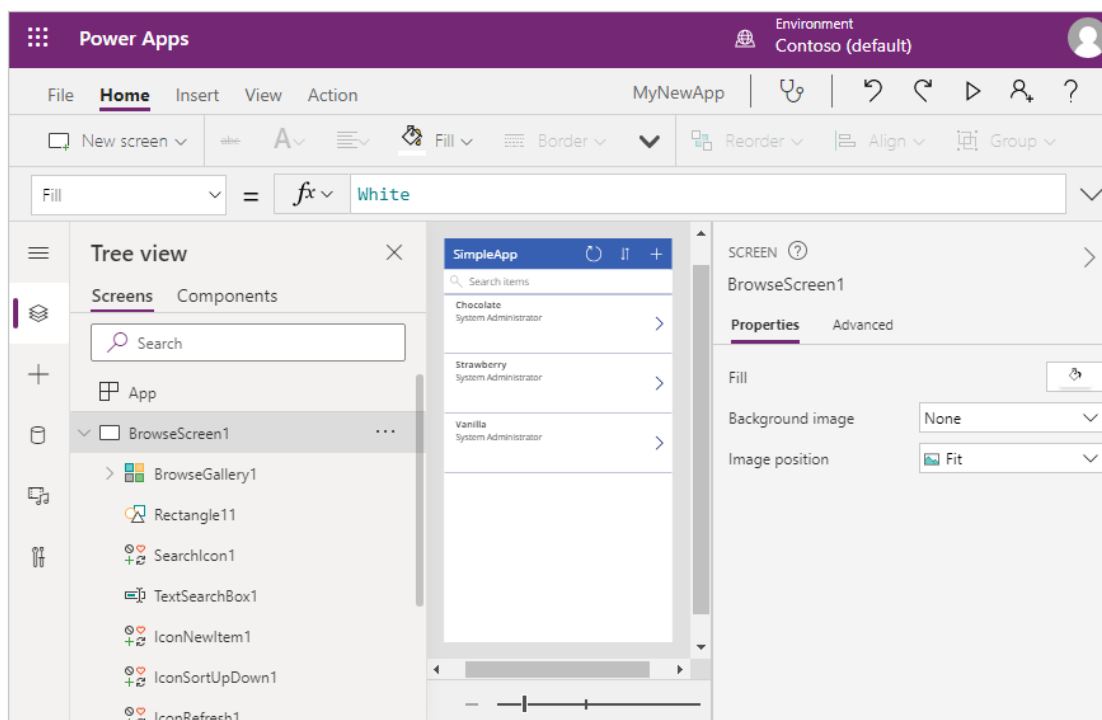 Power Apps
Environment
Contoso (default)
File Home Insert View Action
MyNewApp
New screen abc A Fill Border Reorder Align Group
Fill = fx White
Tree view
Screens Components
Search
App
BrowseScreen1
BrowseGallery1
Rectangle11
SearchIcon1
TextSearchBox1
IconNewItem1
IconSortUpDown1
IconRefresh1
SimpleApp
Search items
Chocolate
System Administrator
Strawberry
System Administrator
Vanilla
System Administrator
SCREEN
BrowseScreen1
Properties Advanced
Fill
Background image None
Image position Fit